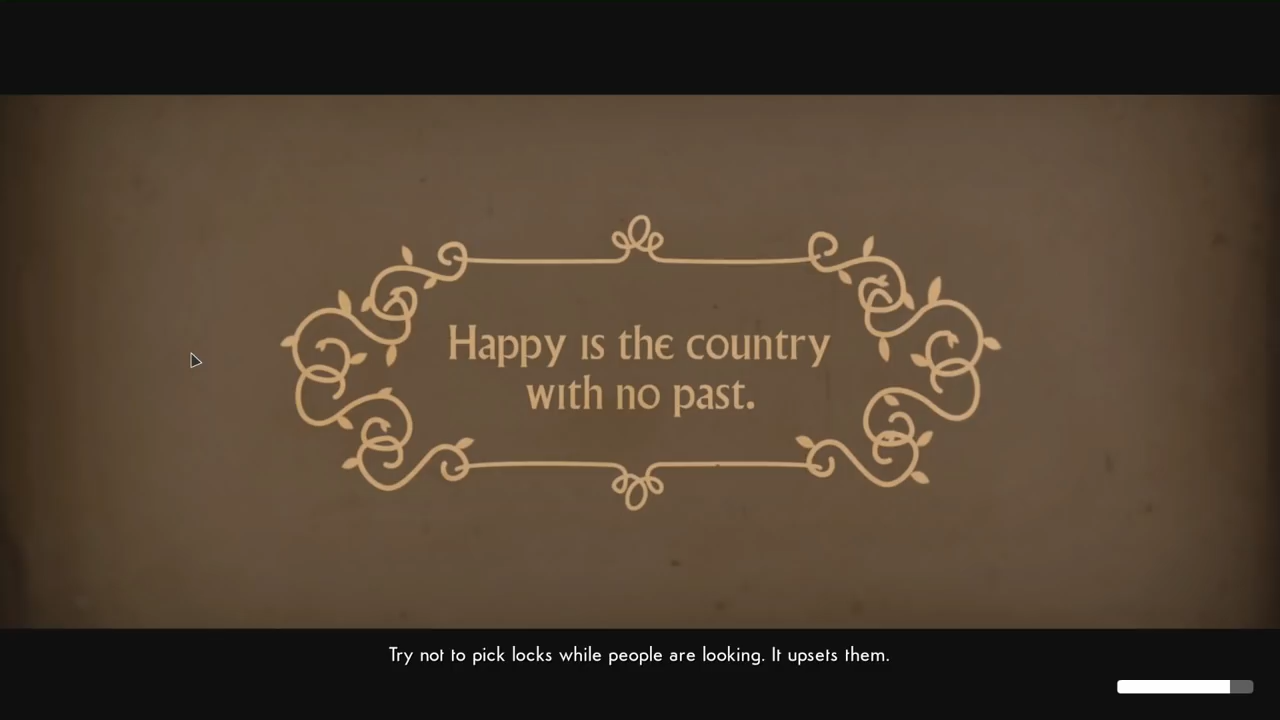 Happy is the country
with no past.
Try not to pick locks while people are looking. It upsets them.